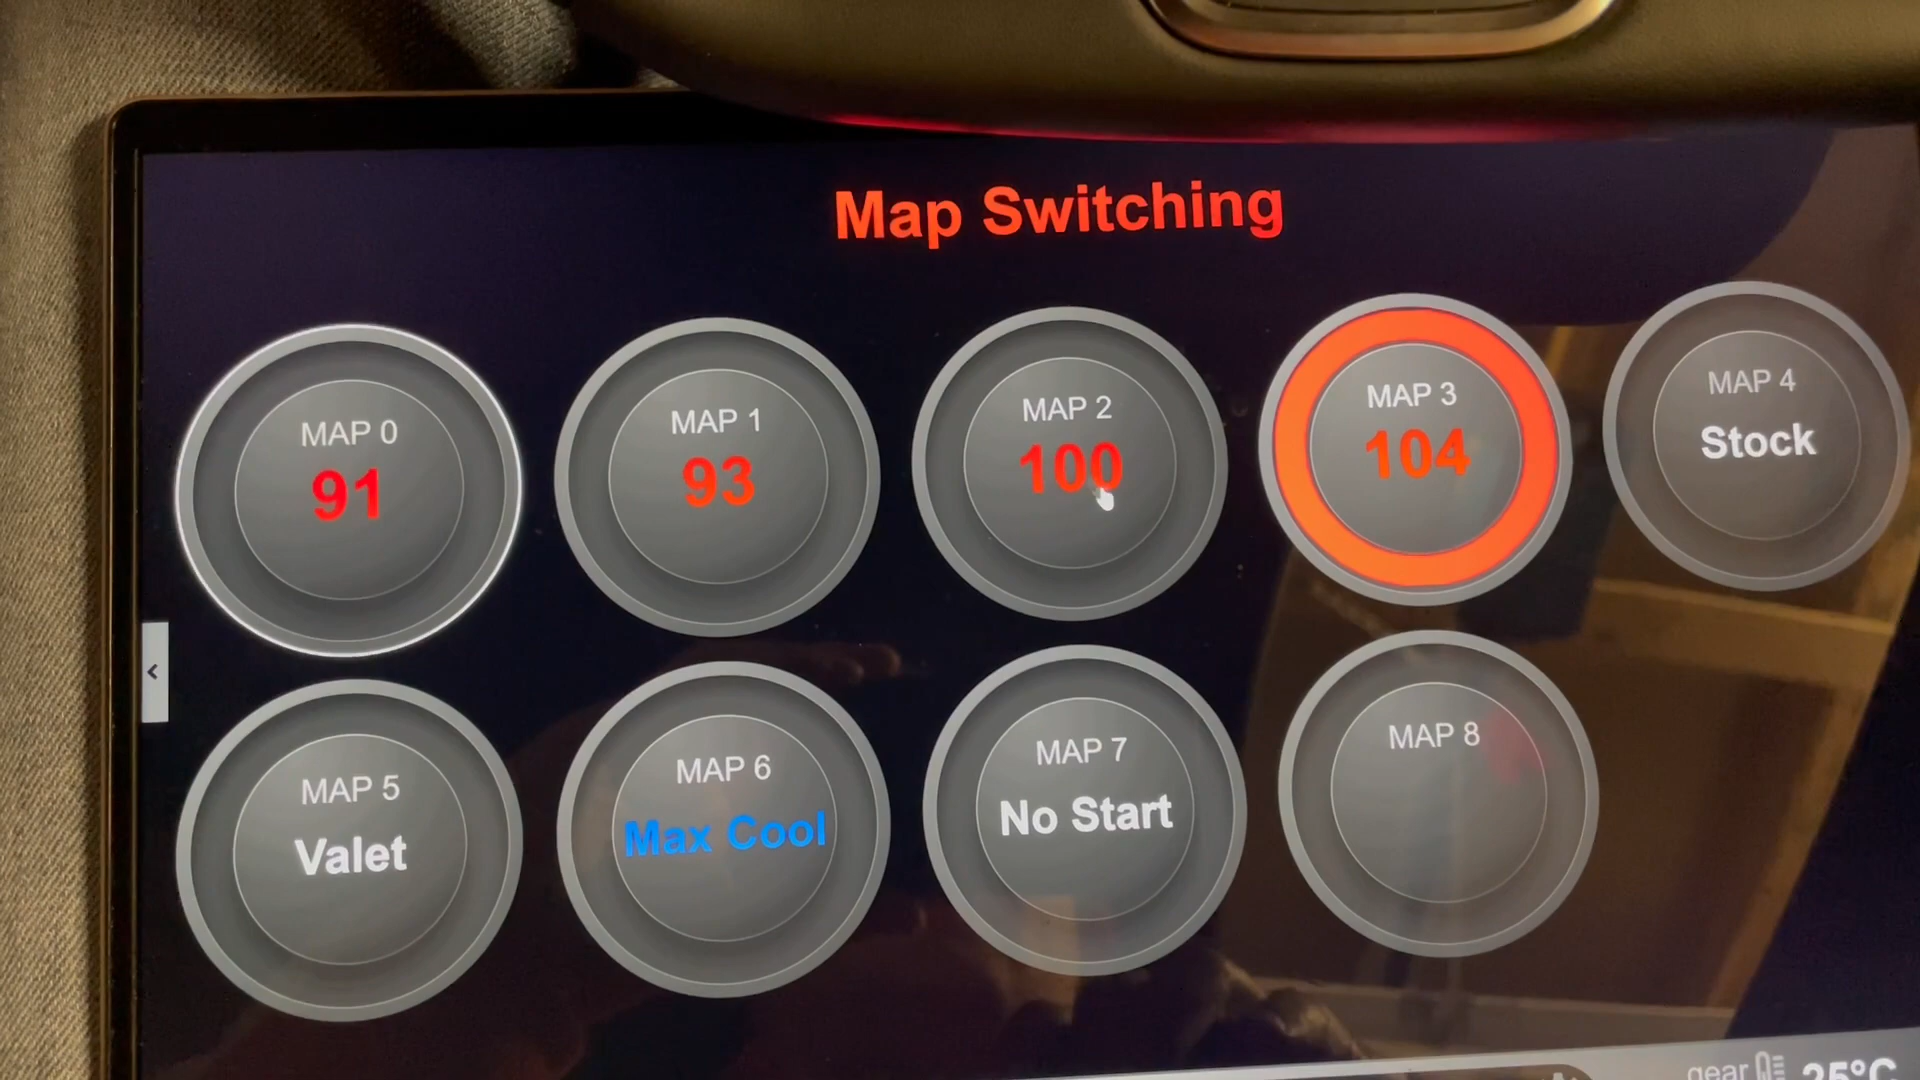 Map Switching
MAP 0
91
MAP 1
93
MAP 2
100
MAP 3
104
MAP 4
Stock
MAP 5
Valet
MAP 6
Max Cool
MAP 7
No Start
MAP 8
<
gear 25°C